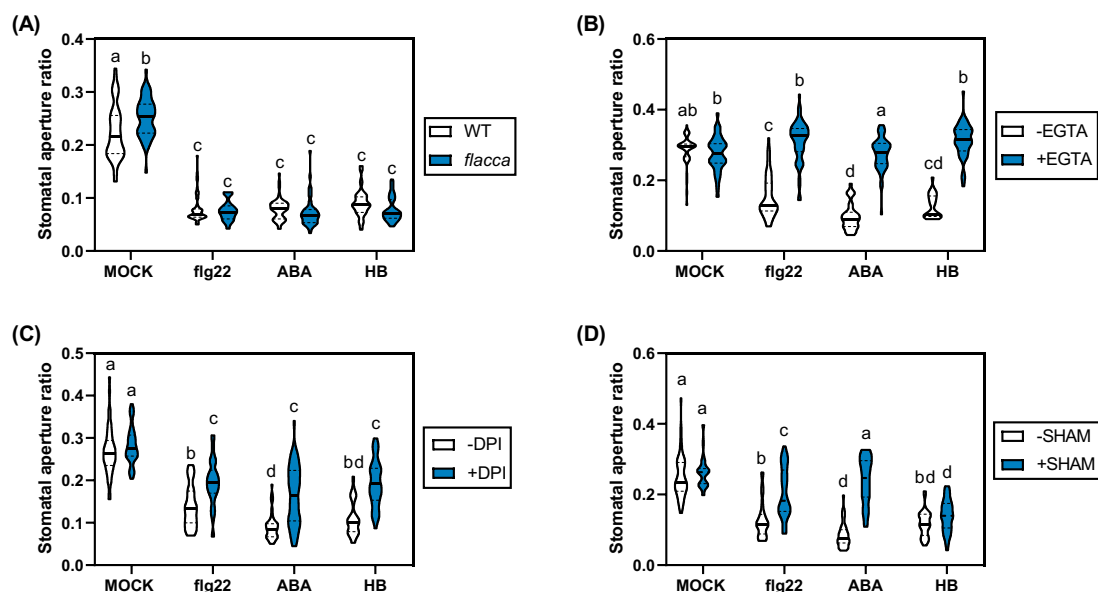 (A)
Stomatal aperture ratio
0.4
0.3
0.2
0.1
0.0
a b
c c
c c
c c
MOCK flg22 ABA HB
WT
flacca
(B)
Stomatal aperture ratio
0.6
0.4
0.2
0.0
ab b
c b
d a
cd b
MOCK flg22 ABA HB
-EGTA
+EGTA
(C)
Stomatal aperture ratio
0.5
0.4
0.3
0.2
0.1
0.0
a a
b c
d c
bd c
MOCK flg22 ABA HB
-DPI
+DPI
(D)
Stomatal aperture ratio
0.6
0.4
0.2
0.0
a a
b c
d a
bd d
MOCK flg22 ABA HB
-SHAM
+SHAM